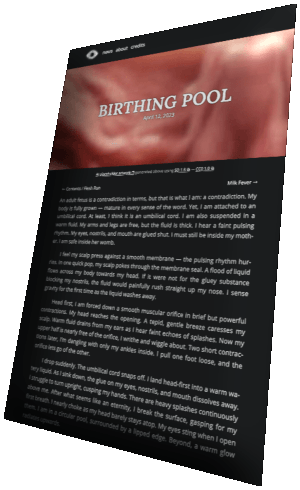 news about credits
BIRTHING POOL
April 12, 2023
← Cemetery Flesh Run
Milk Fever →
An adult fetus is a contradiction in terms, but that is what I am: a contradiction. My
body is fully grown — mature in every sense of the word. Yet, I am attached to an
umbilical cord. At least, I think it is an umbilical cord. I am also suspended in a
warm fluid. My arms and legs are free, but the fluid is thick. I hear a faint pulsing
rhythm. My eyes, nostrils, and mouth are glued shut. I must still be inside my moth-
er. I am safe inside her womb.
I feel my scalp press against a smooth membrane — the pulsing rhythm hur-
ries. In one quick pop, my scalp pokes through the membrane seal. A flood of liquid
flows across my body towards my head. If it were not for the gluey substance
blocking my nostrils, the fluid would painfully rush straight up my nose. I sense
gravity for the first time as the liquid washes away.
Head first, I am forced down a smooth muscular orifice in brief but powerful
contractions. My head reaches the opening. A tepid, gentle breeze caresses my
scalp. Warm fluid drains from my ears as I hear faint echoes of splashes. Now my
upper half is nearly free of the orifice, I writhe and wiggle about. Two short contrac-
tions later, I'm dangling with only my ankles inside. I pull one foot loose, and the
orifice lets go of the other.
I drop suddenly. The umbilical cord snaps off. I land head-first into a warm wa-
tery liquid. As I sink down, the glue on my eyes, nostrils, and mouth dissolves away.
I struggle to turn upright, cusping my hands. There are heavy splashes continuously
above me. After what seems like an eternity, I break the surface, gasping for my
first breath. I nearly choke as my head barely stays atop. My eyes sting when I open
them. I am in a circular pool, surrounded by a lipped edge. Beyond, a warm glow